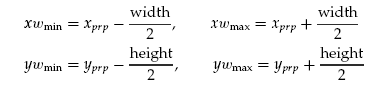 xw_min = x_prp − width/2, xw_max = x_prp + width/2
yw_min = y_prp − height/2, yw_max = y_prp + height/2